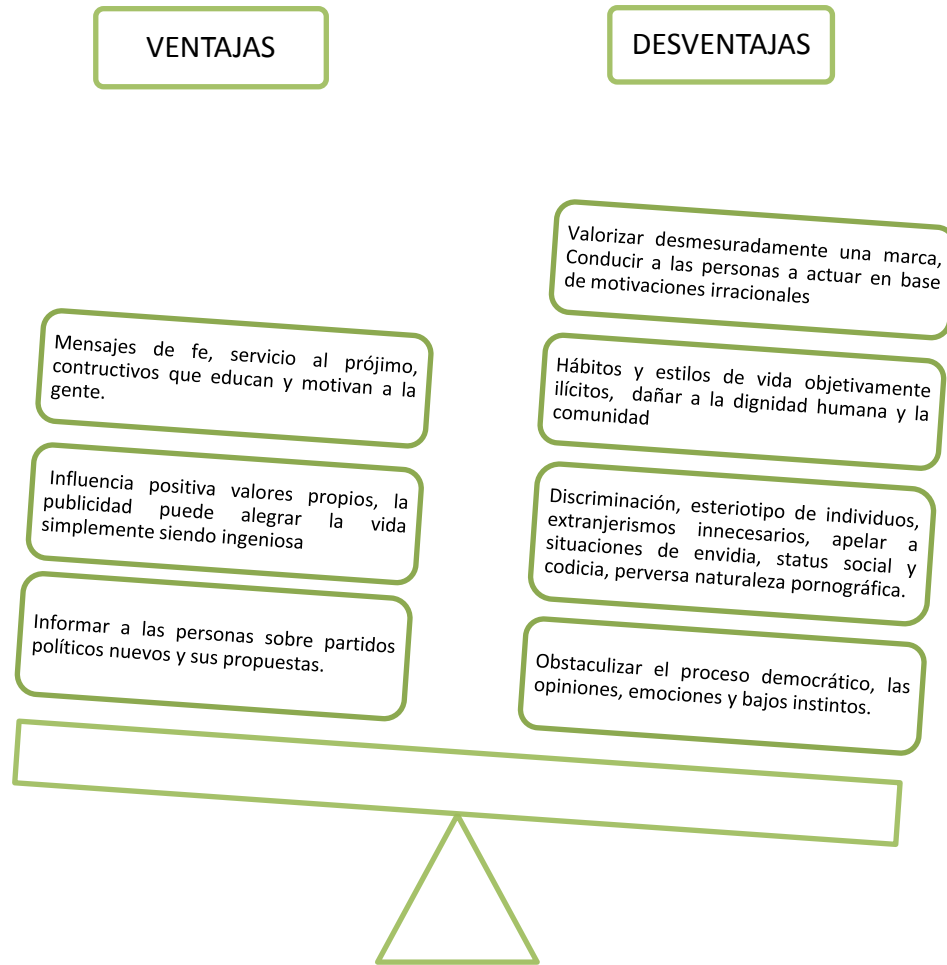 VENTAJAS
DESVENTAJAS
Mensajes de fe, servicio al prójimo,
contructivos que educan y motivan a la
gente.
Influencia positiva valores propios, la
publicidad puede alegrar la vida
simplemente siendo ingeniosa
Informar a las personas sobre partidos
políticos nuevos y sus propuestas.
Valorizar desmesuradamente una marca,
Conducir a las personas a actuar en base
de motivaciones irracionales
Hábitos y estilos de vida objetivamente
ilícitos, dañar a la dignidad humana y la
comunidad
Discriminación, esteriotipo de individuos,
extranjerismos innecesarios, apelar a
situaciones de envidia, status social y
codicia, perversa naturaleza pornográfica.
Obstaculizar el proceso democrático, las
opiniones, emociones y bajos instintos.